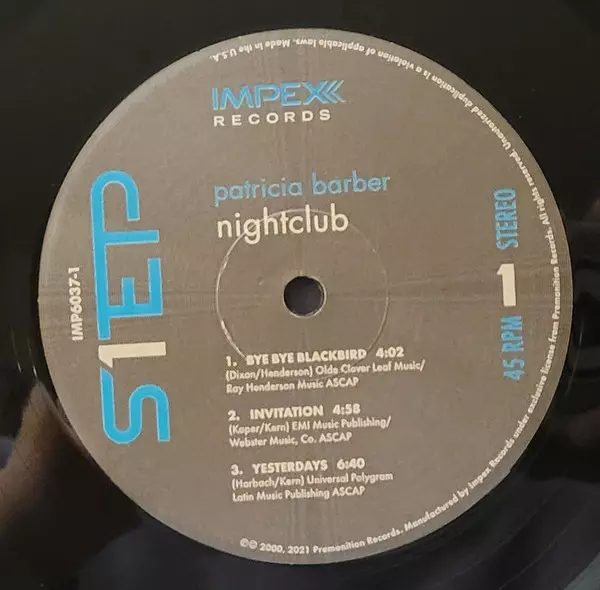 IMPEX
RECORDS
patricia barber
nightclub
S1TEP
IMP6037-1
1
STEREO
45 RPM
1. BYE BYE BLACKBIRD 4:02
(Dixon/Henderson) Olde Clover Leaf Music/
Ray Henderson Music ASCAP
2. INVITATION 4:58
(Kaper/Kern) EMI Music Publishing/
Webster Music, Co. ASCAP
3. YESTERDAYS 6:40
(Harbach/Kern) Universal Polygram
Latin Music Publishing ASCAP
℗© 2000, 2021 Premonition Records. Manufactured by Impex Records under exclusive license from Premonition Records. All rights reserved. Unauthorized duplication is a violation of applicable laws. Made in the U.S.A.